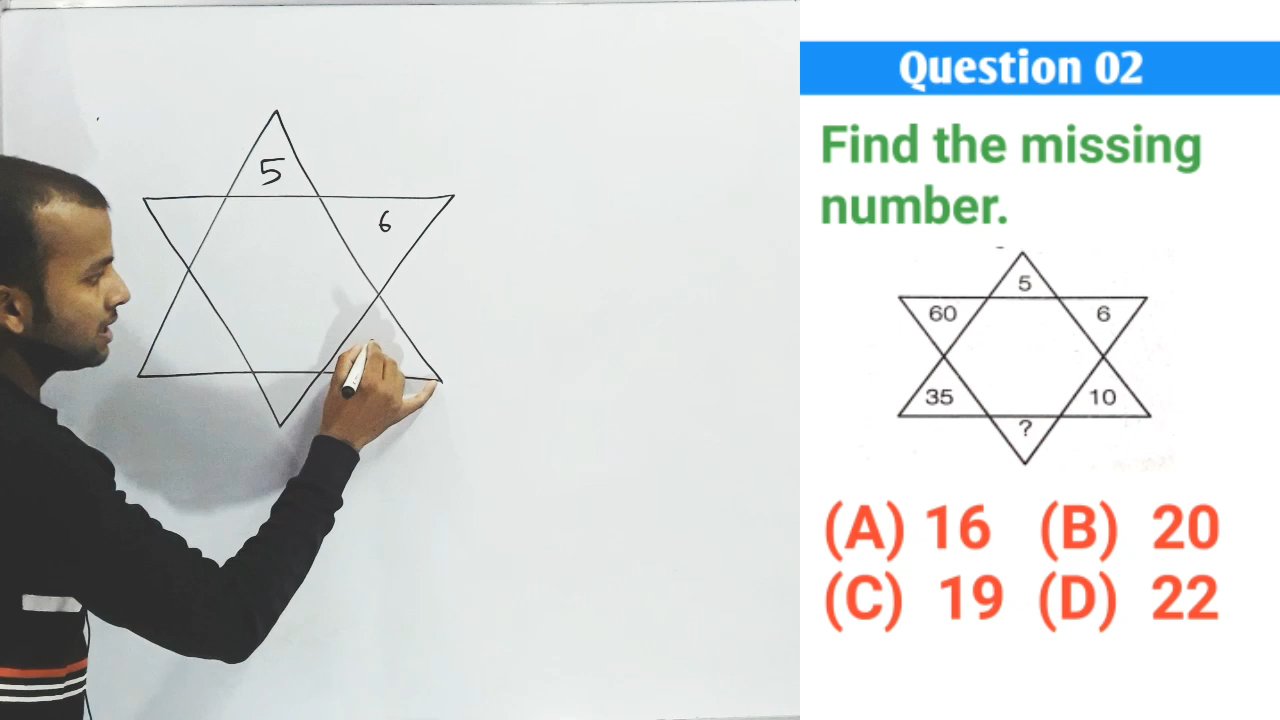 5
6
Question 02
Find the missing
number.
5
60 6
35 10
?
(A) 16 (B) 20
(C) 19 (D) 22